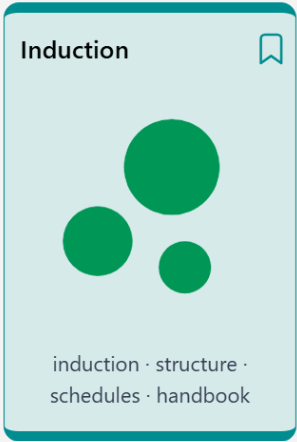 Induction
induction · structure ·
schedules · handbook